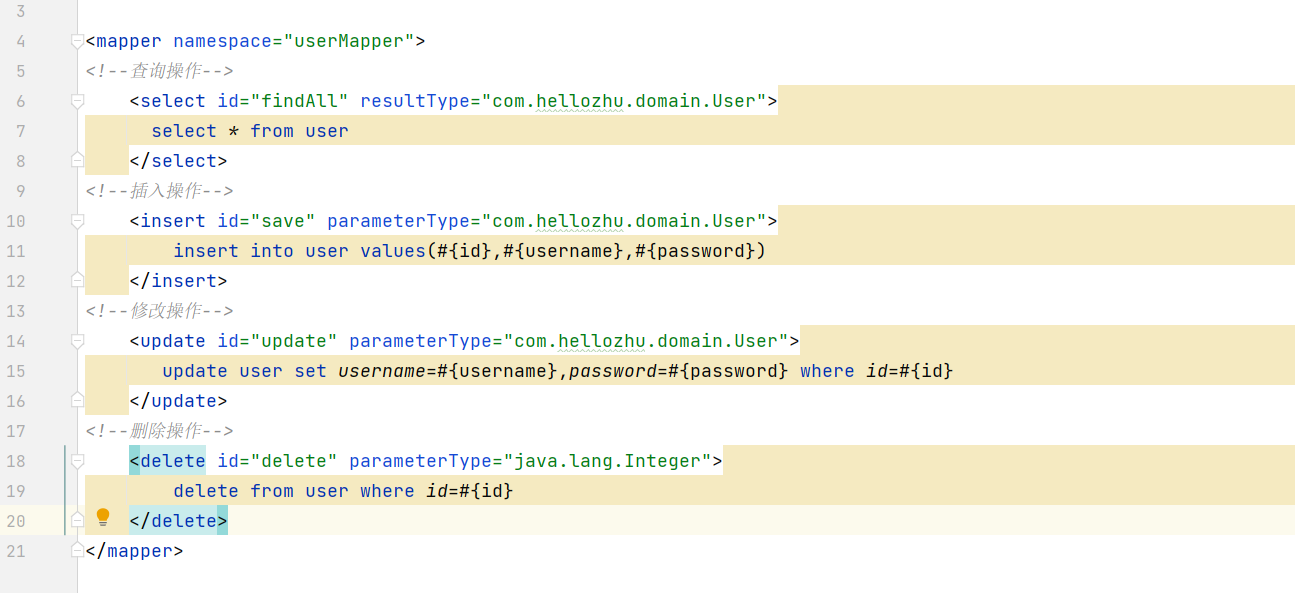 3
4 <mapper namespace="userMapper">
5 <!--查询操作-->
6     <select id="findAll" resultType="com.hellozhu.domain.User">
7       select * from user
8     </select>
9 <!--插入操作-->
10     <insert id="save" parameterType="com.hellozhu.domain.User">
11         insert into user values(#{id},#{username},#{password})
12     </insert>
13 <!--修改操作-->
14     <update id="update" parameterType="com.hellozhu.domain.User">
15        update user set username=#{username},password=#{password} where id=#{id}
16     </update>
17 <!--删除操作-->
18     <delete id="delete" parameterType="java.lang.Integer">
19         delete from user where id=#{id}
20     </delete>
21 </mapper>